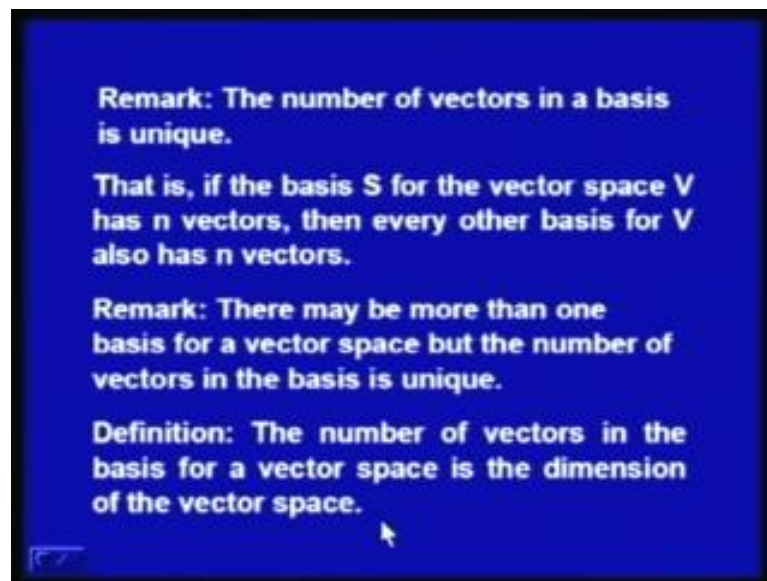 Remark: The number of vectors in a basis
is unique.
That is, if the basis S for the vector space V
has n vectors, then every other basis for V
also has n vectors.
Remark: There may be more than one
basis for a vector space but the number of
vectors in the basis is unique.
Definition: The number of vectors in the
basis for a vector space is the dimension
of the vector space.